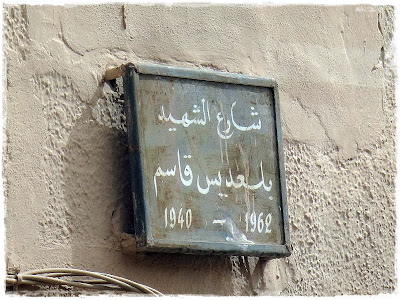 شارع الشهيد
بلعديس قاسم
1940 - 1962